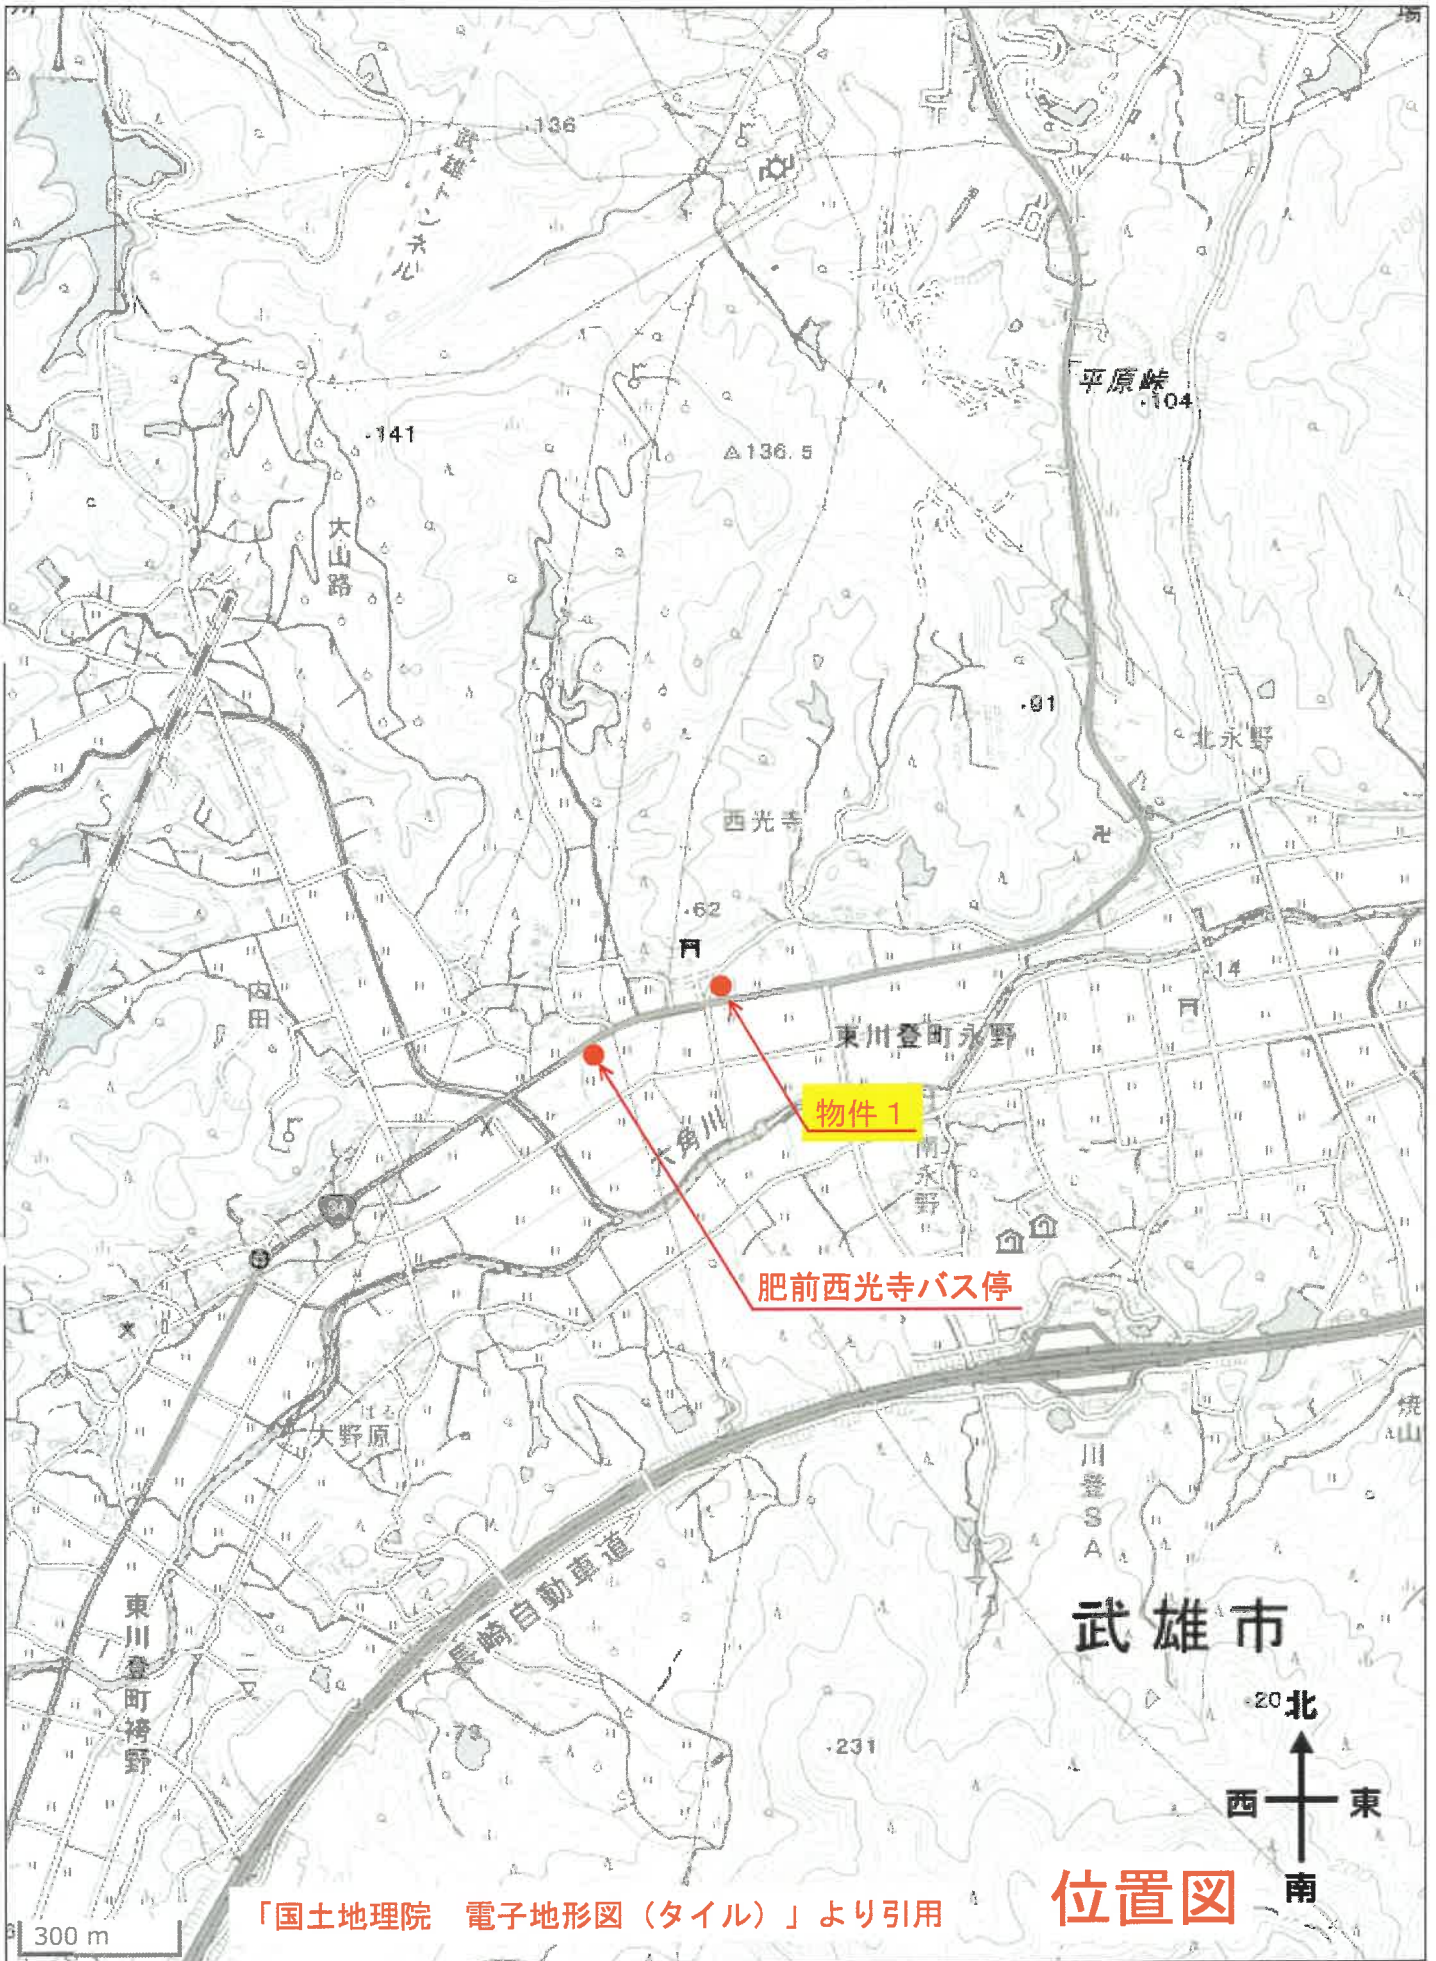 場
武雄トンネル
136
平原峠
104
141
136.5
大山路
91
北永野
西光寺
62
14
内田
東川登町永野
物件1
六角川
南永野
34
肥前西光寺バス停
大野原
川登SA
焼山
長崎自動車道
東川登町袴野
武雄市
20
北
73
231
西
東
南
位置図
「国土地理院 電子地形図（タイル）」より引用
300 m